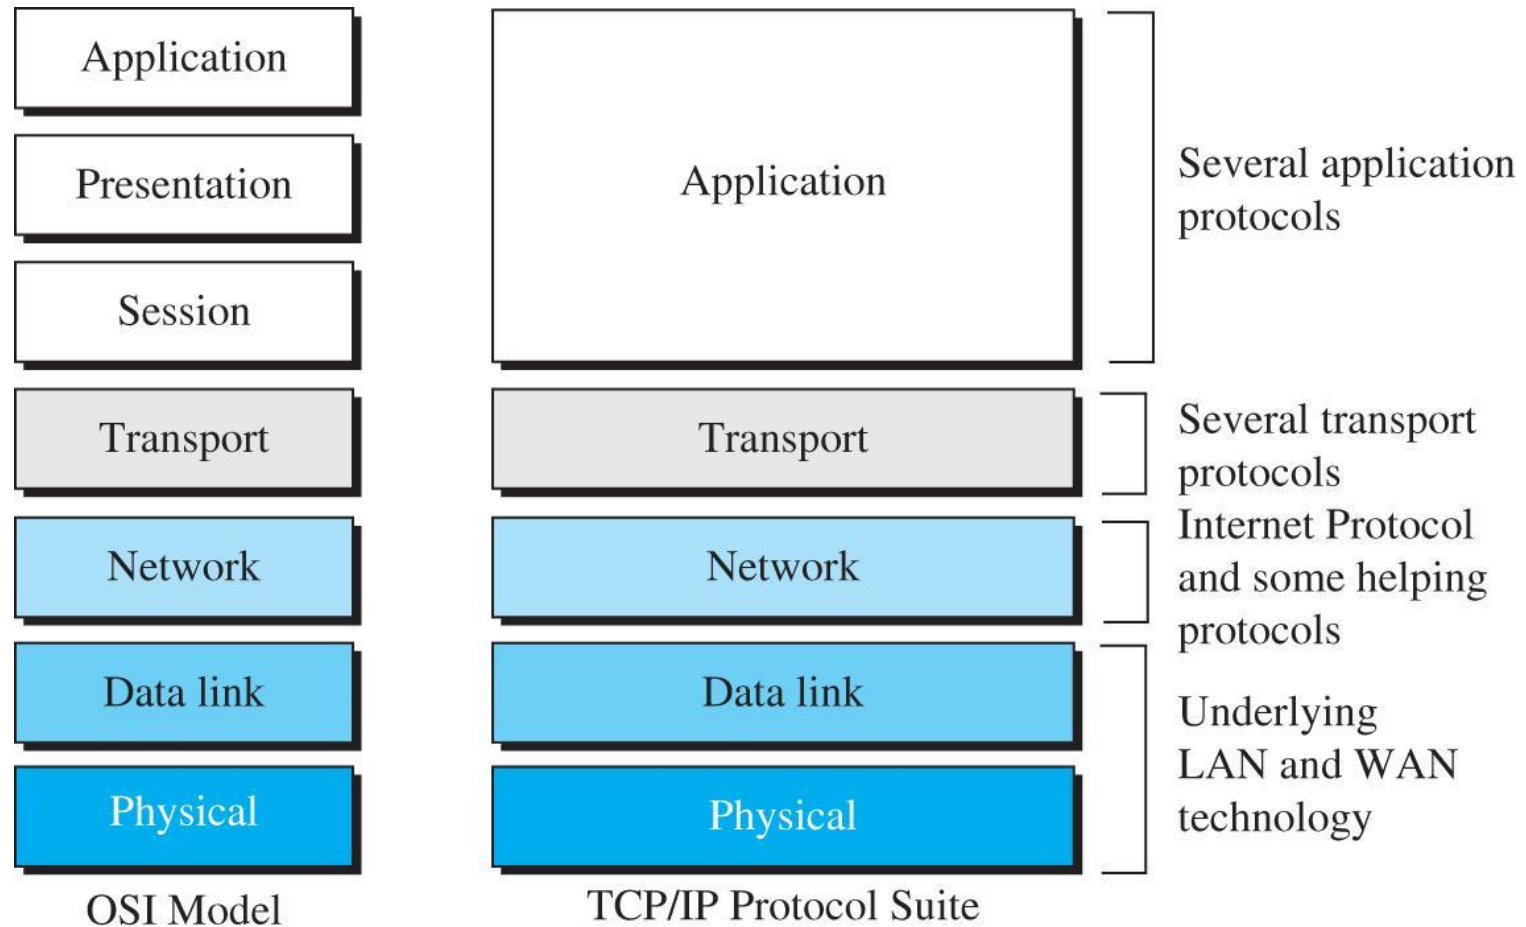 Application
Presentation
Session
Transport
Network
Data link
Physical
OSI Model
Application
Transport
Network
Data link
Physical
TCP/IP Protocol Suite
Several application
protocols
Several transport
protocols
Internet Protocol
and some helping
protocols
Underlying
LAN and WAN
technology